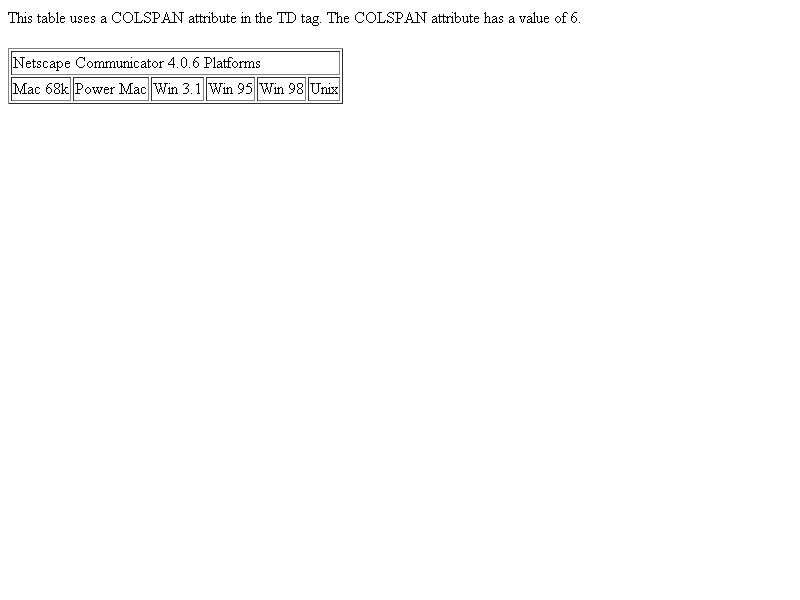 This table uses a COLSPAN attribute in the TD tag. The COLSPAN attribute has a value of 6.
Netscape Communicator 4.0.6 Platforms
Mac 68k Power Mac Win 3.1 Win 95 Win 98 Unix